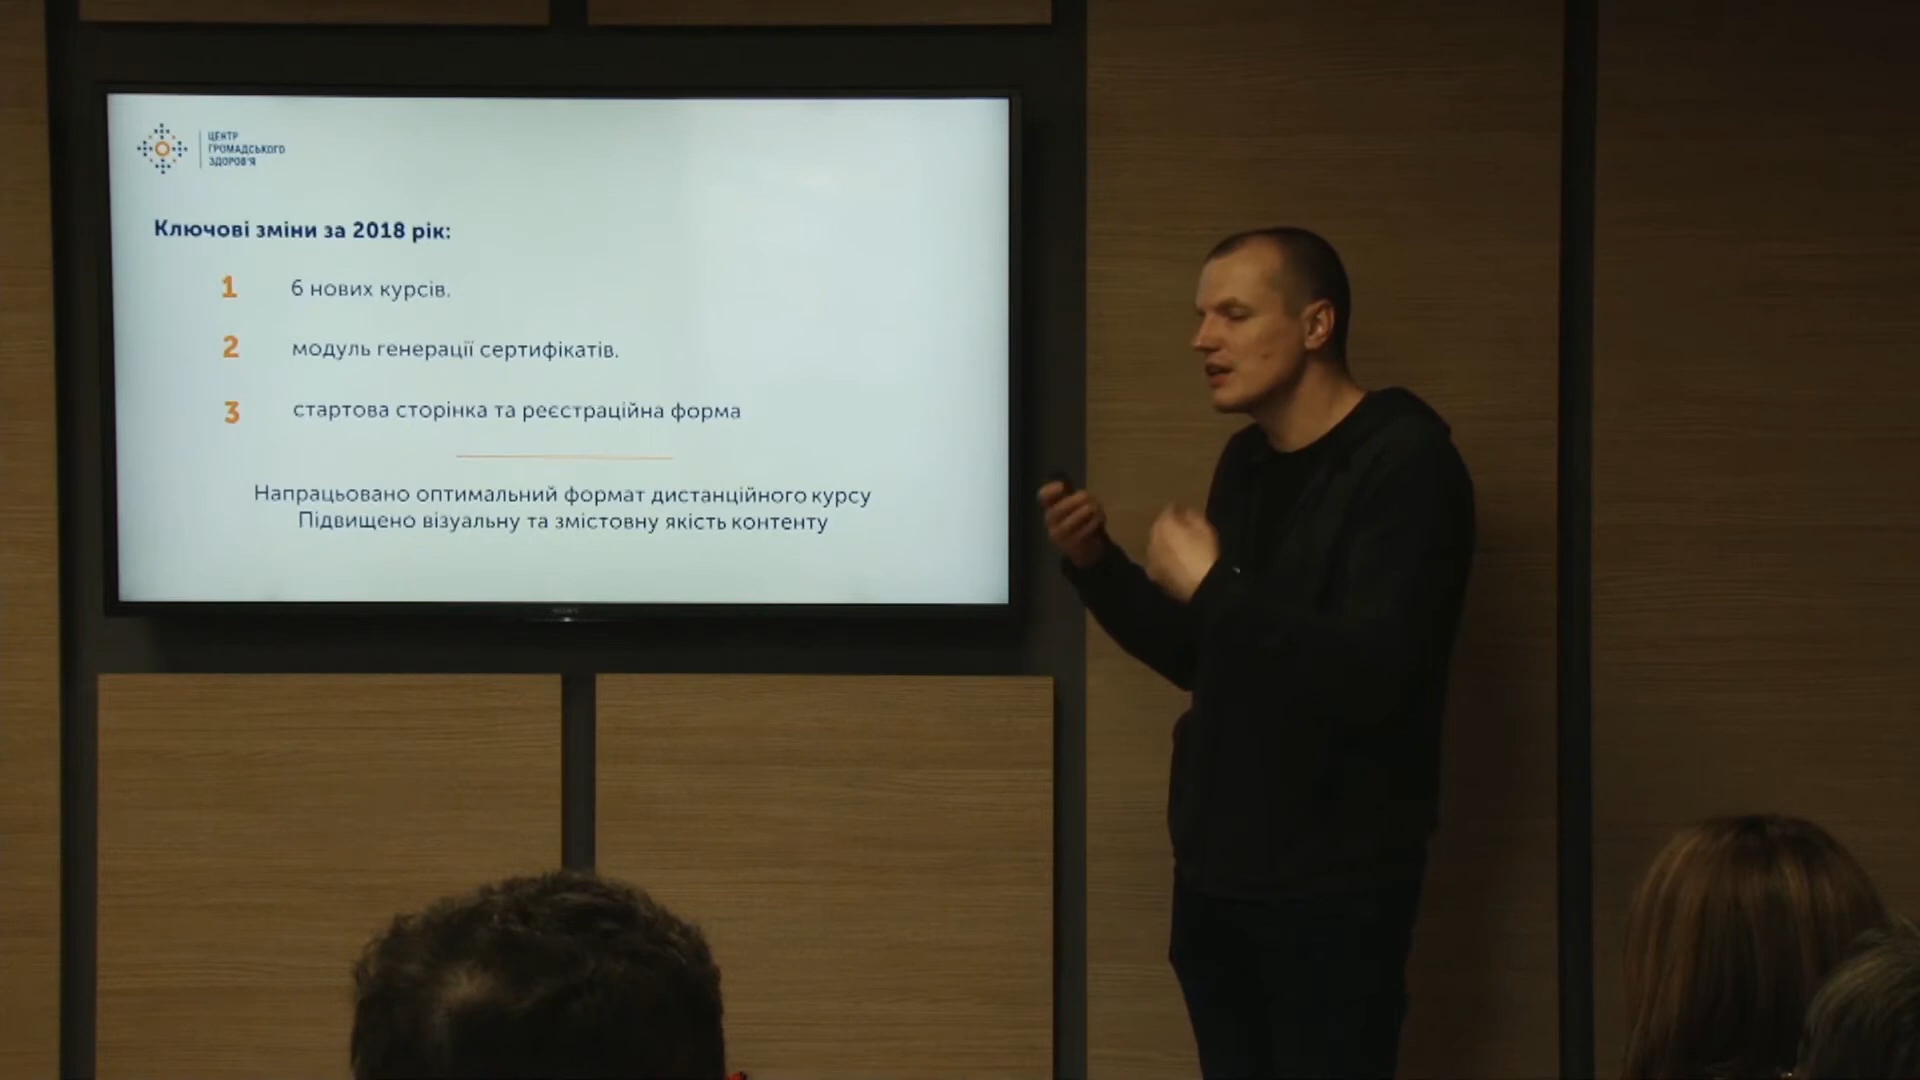 ЦЕНТР
ГРОМАДСЬКОГО
ЗДОРОВ'Я
Ключові зміни за 2018 рік:
1 6 нових курсів.
2 модуль генерації сертифікатів.
3 стартова сторінка та реєстраційна форма
Напрацьовано оптимальний формат дистанційного курсу
Підвищено візуальну та змістовну якість контенту
SONY